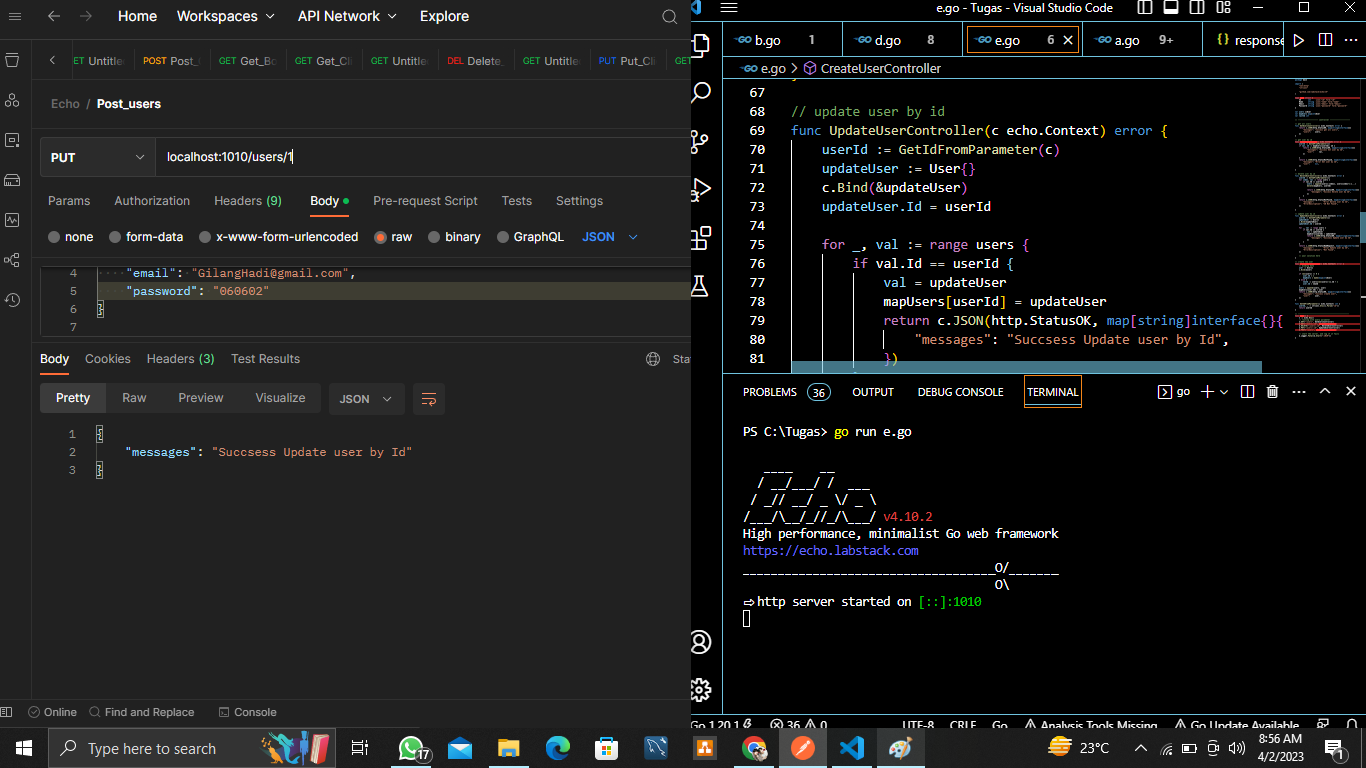 Home Workspaces API Network Explore
ET Untitle POST Post_ GET Get_Bo GET Get_Cl GET Untitle DEL Delete_ GET Untitle PUT Put_Cl GET
Echo / Post_users
PUT localhost:1010/users/1
Params Authorization Headers (9) Body Pre-request Script Tests Settings
none form-data x-www-form-urlencoded raw binary GraphQL JSON
4 "email": "GilangHadi@gmail.com",
5 "password": "060602"
6 }
7
Body Cookies Headers (3) Test Results Sta
Pretty Raw Preview Visualize JSON
1 {
2 "messages": "Succsess Update user by Id"
3 }
Online Find and Replace Console
e.go - Tugas - Visual Studio Code
GO b.go 1 GO d.go 8 GO e.go 6 GO a.go 9+ {} response
GO e.go > CreateUserController
67 }
68 // update user by id
69 func UpdateUserController(c echo.Context) error {
70 userId := GetIdFromParameter(c)
71 updateUser := User{}
72 c.Bind(&updateUser)
73 updateUser.Id = userId
74
75 for _, val := range users {
76 if val.Id == userId {
77 val = updateUser
78 mapUsers[userId] = updateUser
79 return c.JSON(http.StatusOK, map[string]interface{}{
80 "messages": "Succsess Update user by Id",
81 })
PROBLEMS 36 OUTPUT DEBUG CONSOLE TERMINAL go
PS C:\Tugas> go run e.go
   ____    __
  / __/___/ /  ___
 / _// __/ _ \/ _ \
/___/\__/_//_/\___/ v4.10.2
High performance, minimalist Go web framework
https://echo.labstack.com
____________________________________O/_______
                                    O\
⇨ http server started on [::]:1010
Go 1.20.1 36 0 UTF-8 CRLF Go Analysis Tools Missing Go Update Available
Type here to search 17 23°C 8:56 AM 1
4/2/2023